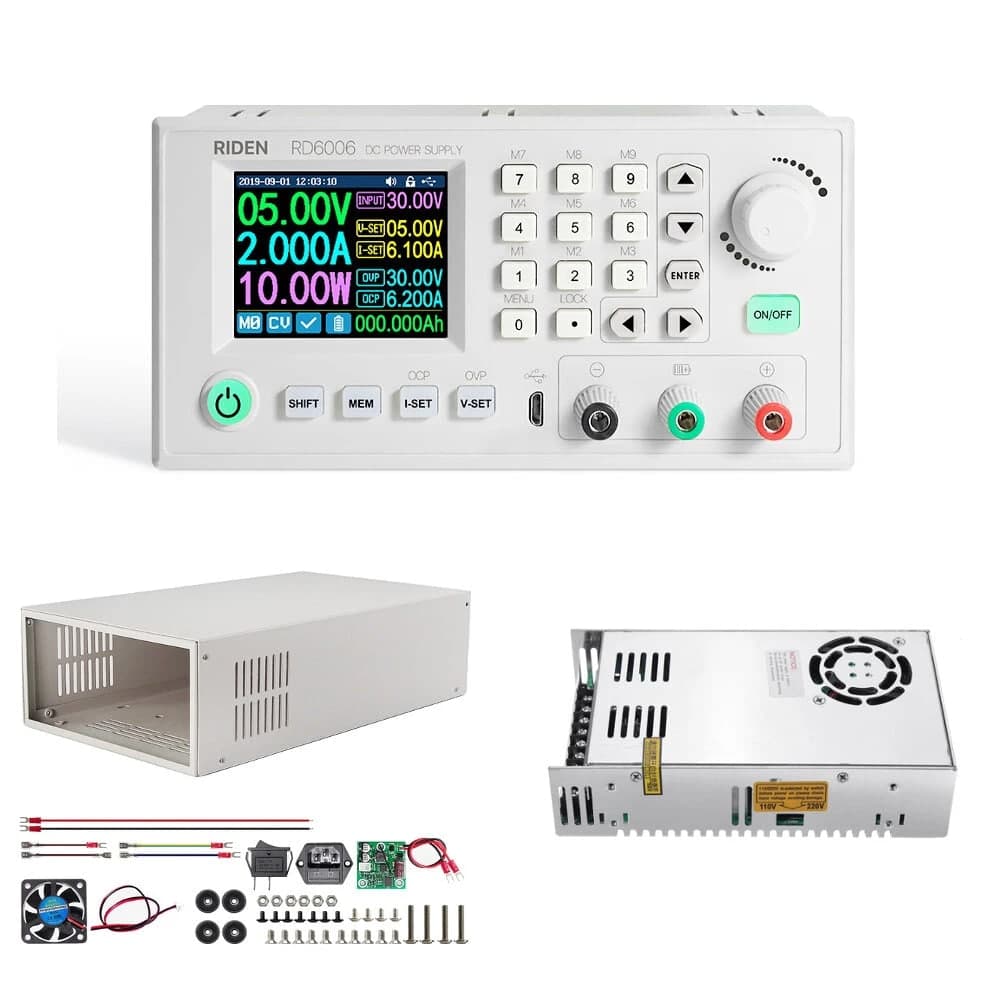 RIDEN RD6006 DC POWER SUPPLY
2019-09-01 12:03:10
05.00V
INPUT 30.00V
V-SET 05.00V
2.000A
I-SET 6.100A
OVP 30.00V
10.00W
OCP 6.200A
M0 CV 000.000Ah
M7 M8 M9
7 8 9
M4 M5 M6
4 5 6
M1 M2 M3
1 2 3 ENTER
MENU LOCK
0 .
ON/OFF
OCP OVP
SHIFT MEM I-SET V-SET
NOTICE
110V 220V